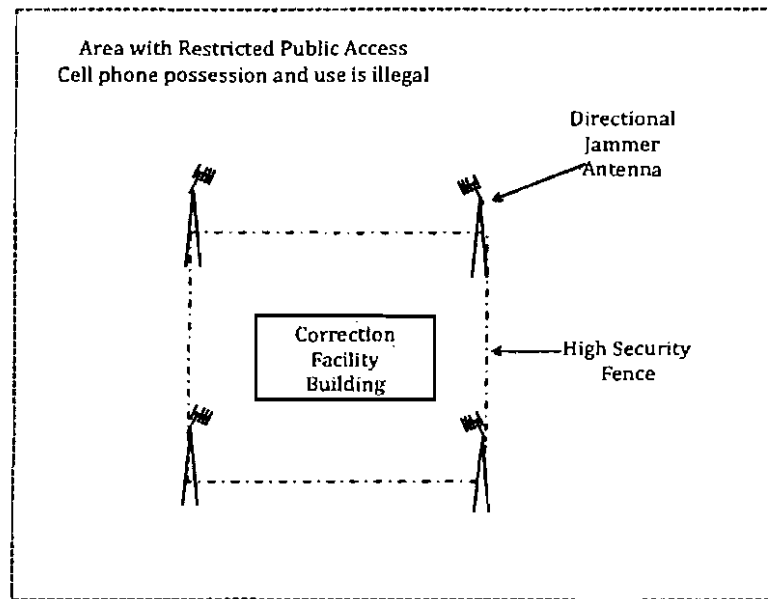 Area with Restricted Public Access
Cell phone possession and use is illegal
Directional
Jammer
Antenna
Correction
Facility
Building
High Security
Fence